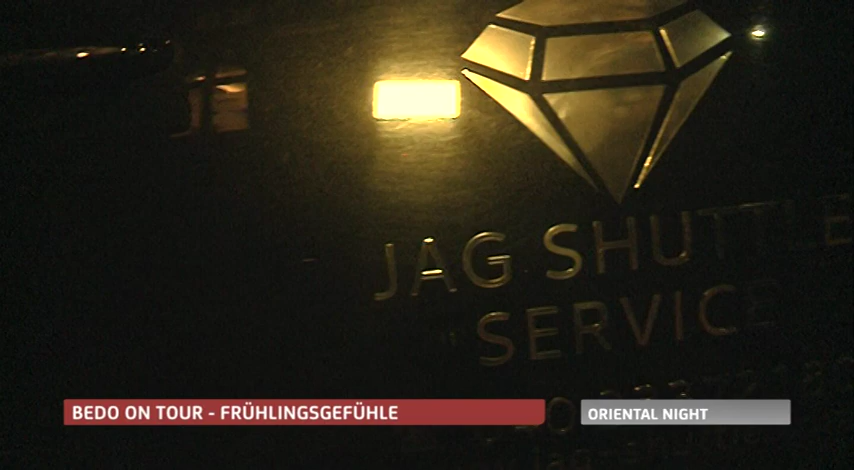 JAG SHUTTLE
SERVICE
BEDO ON TOUR - FRÜHLINGSGEFÜHLE
ORIENTAL NIGHT